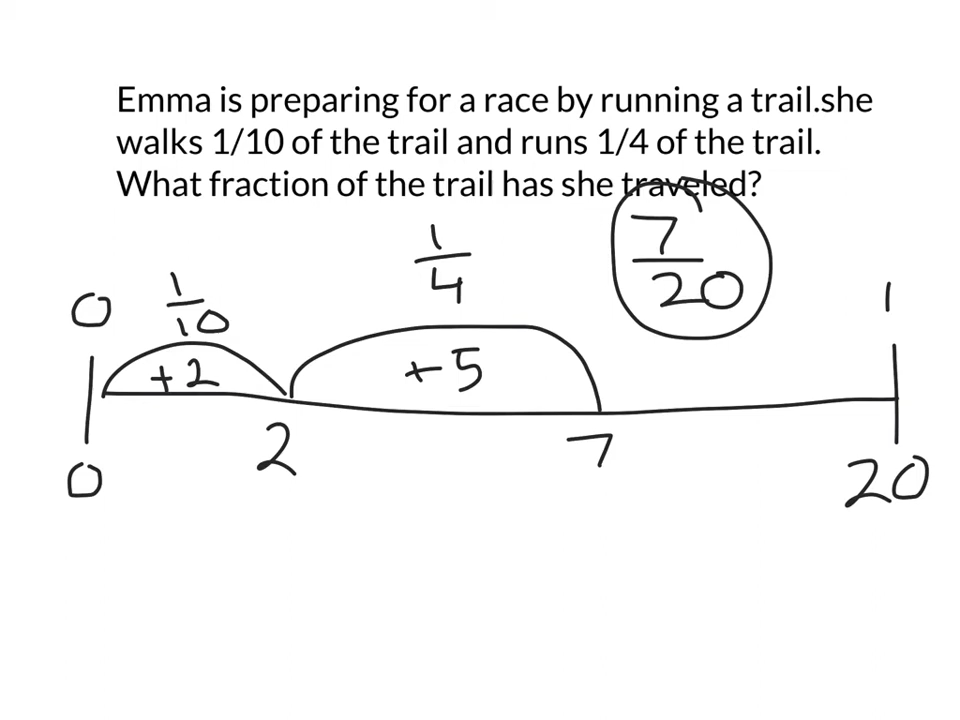 Emma is preparing for a race by running a trail.she
walks 1/10 of the trail and runs 1/4 of the trail.
What fraction of the trail has she traveled?
7/20
0 1/10 1/4 1
+2 +5
0 2 7 20